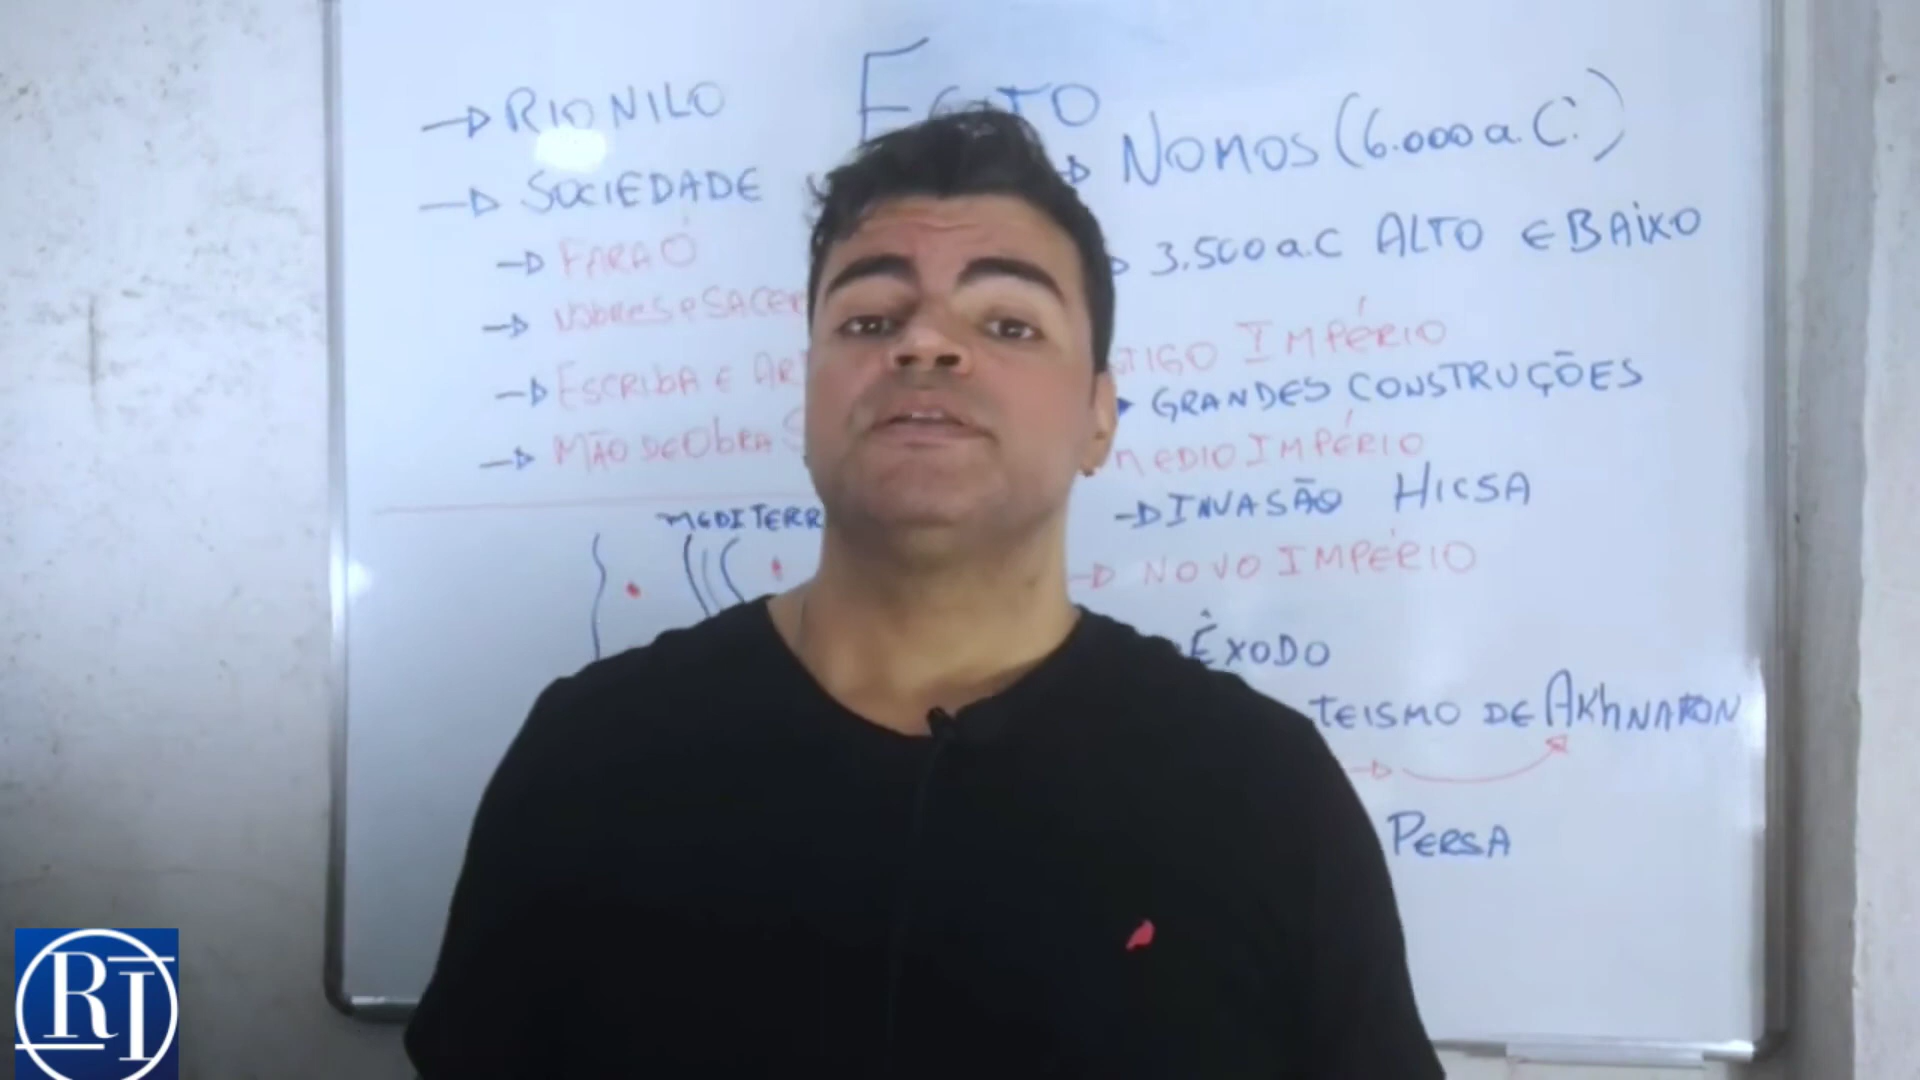 EGITO
→ RIO NILO
→ SOCIEDADE
→ FARAÓ
→ NOBRES e SACER
→ ESCRIBA E AR
→ MÃO DE OBRA S
MEDITERR
→ NOMOS (6.000 a.C.)
3.500 a.C ALTO E BAIXO
TIGO IMPÉRIO
GRANDES CONSTRUÇÕES
MEDIO IMPÉRIO
→ INVASÃO HICSA
→ NOVO IMPÉRIO
ÊXODO
TEISMO DE AKHNATON
PERSA
RI